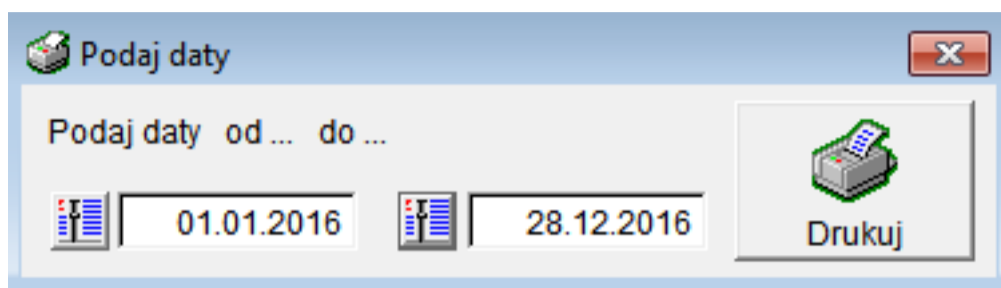 Podaj daty
Podaj daty od ... do ...
01.01.2016 28.12.2016
Drukuj